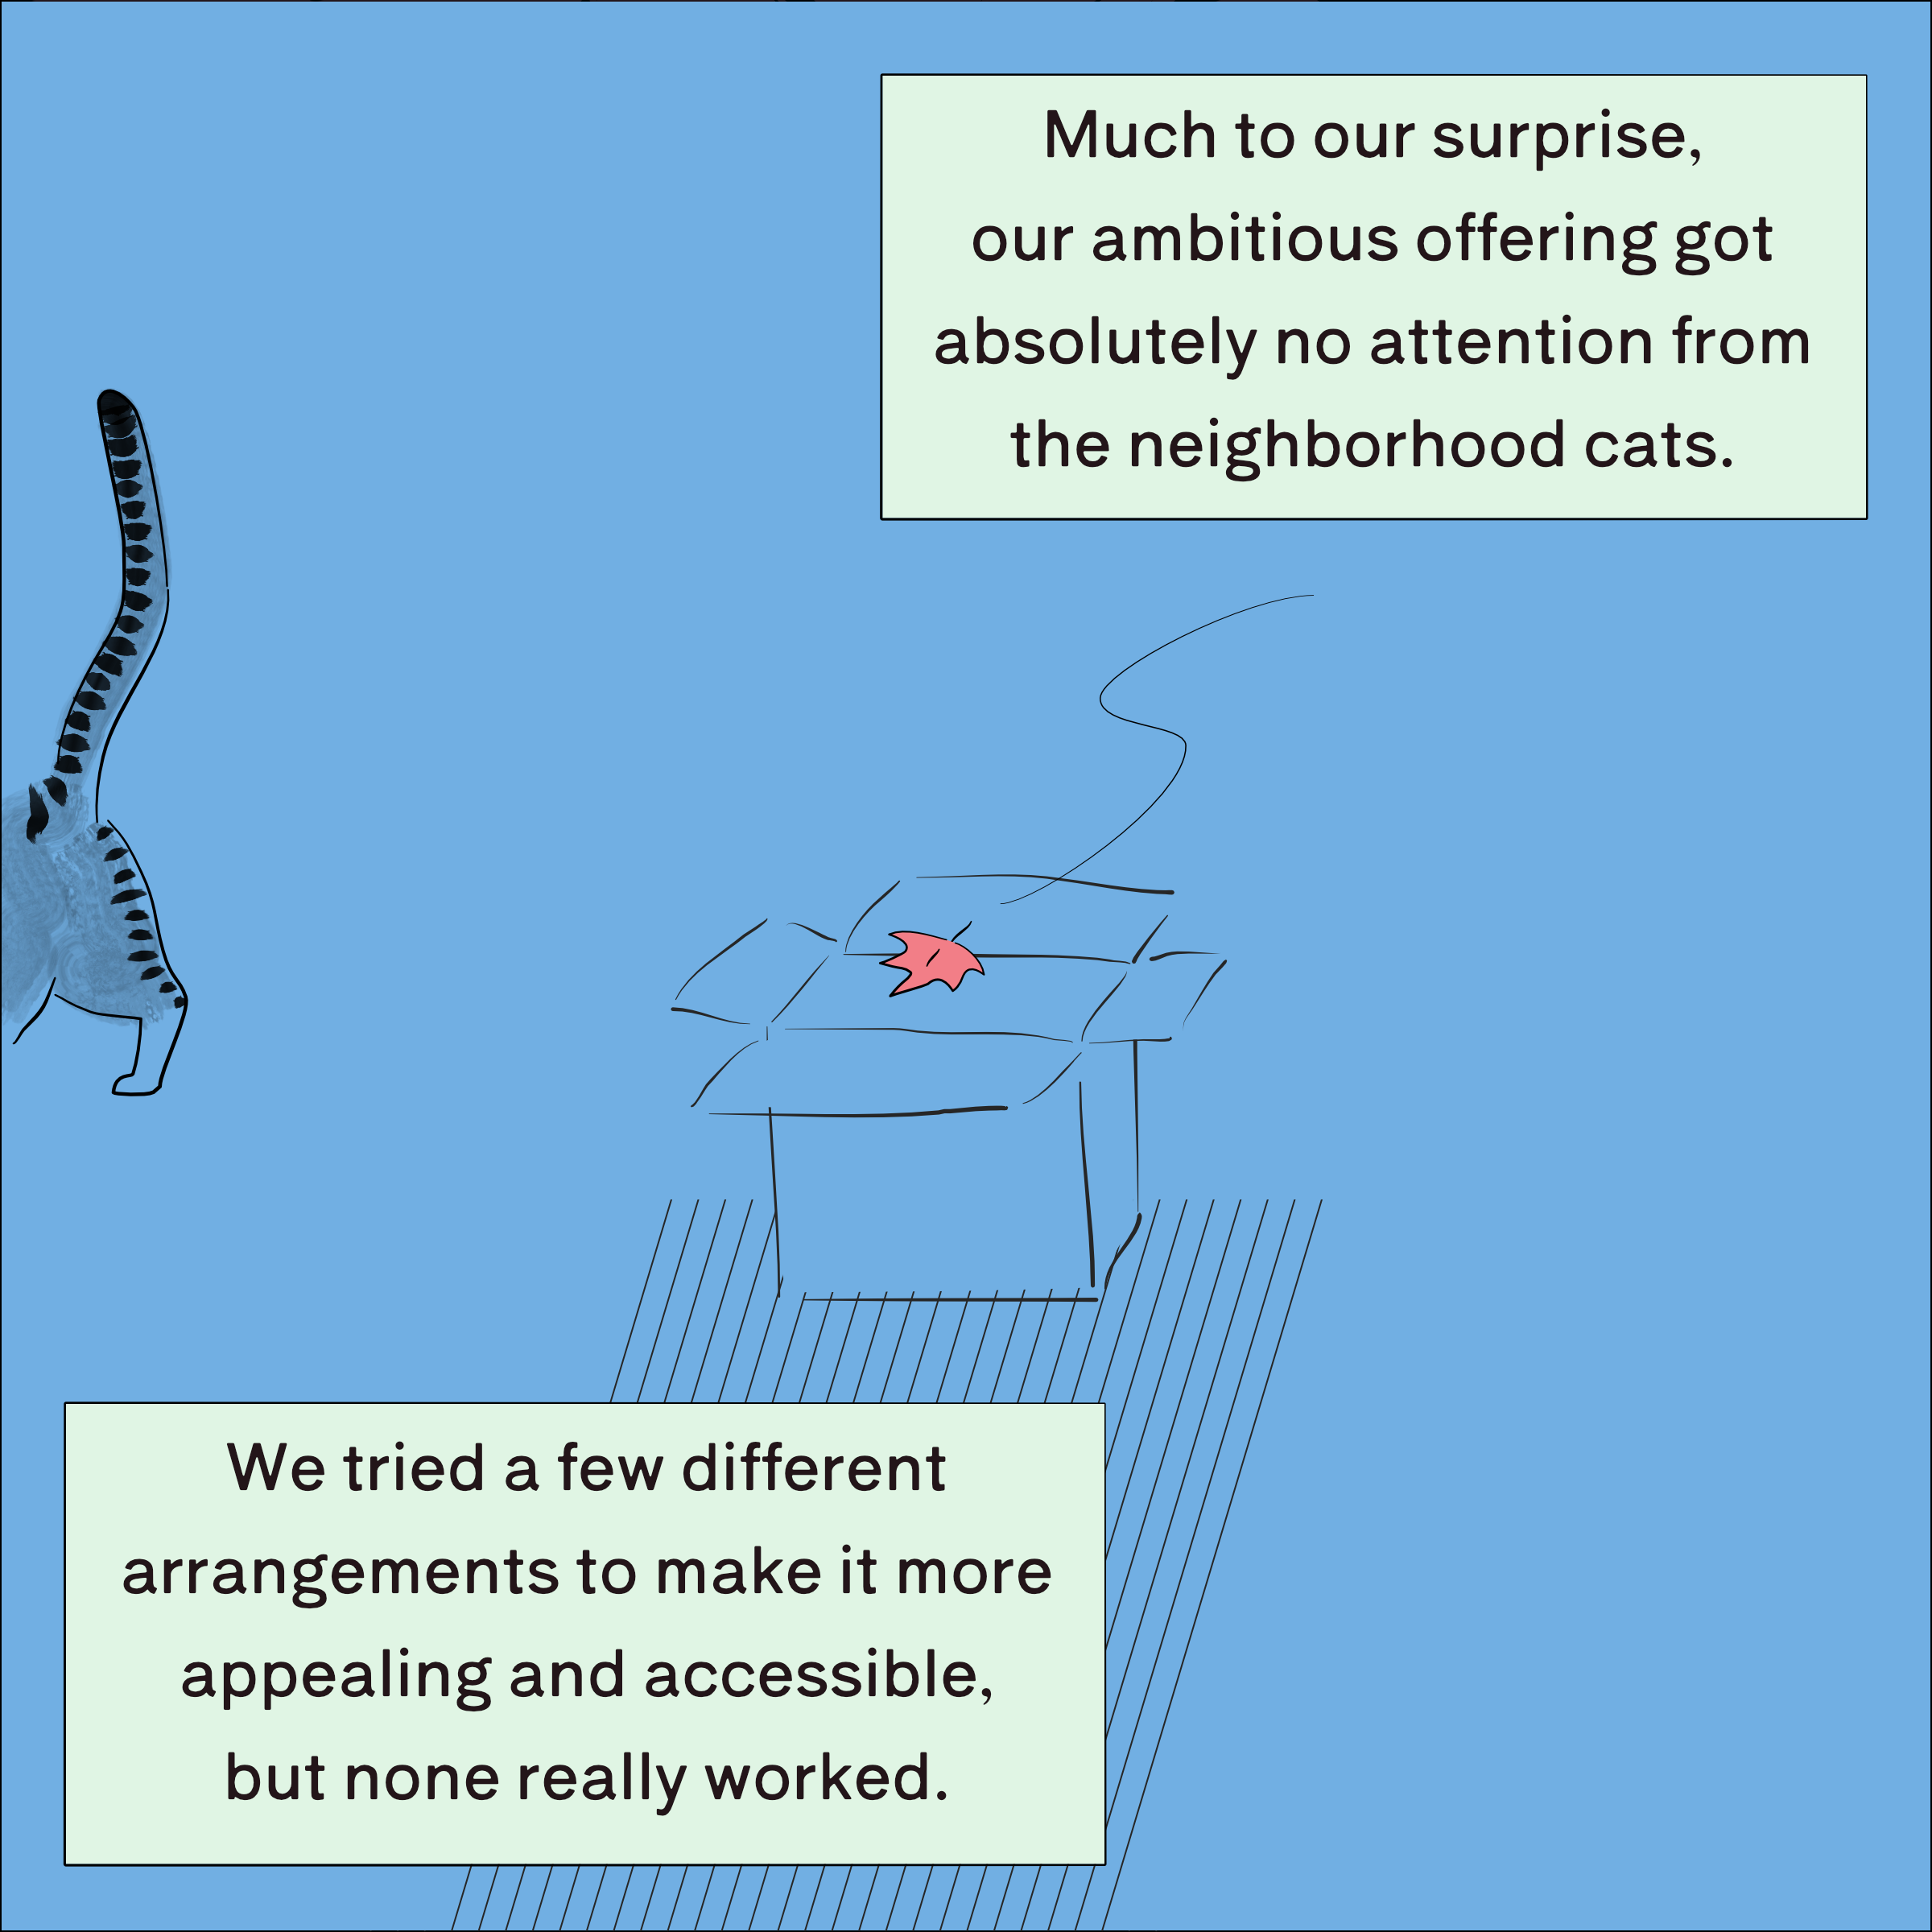 Much to our surprise,
our ambitious offering got
absolutely no attention from
the neighborhood cats.
We tried a few different
arrangements to make it more
appealing and accessible,
but none really worked.